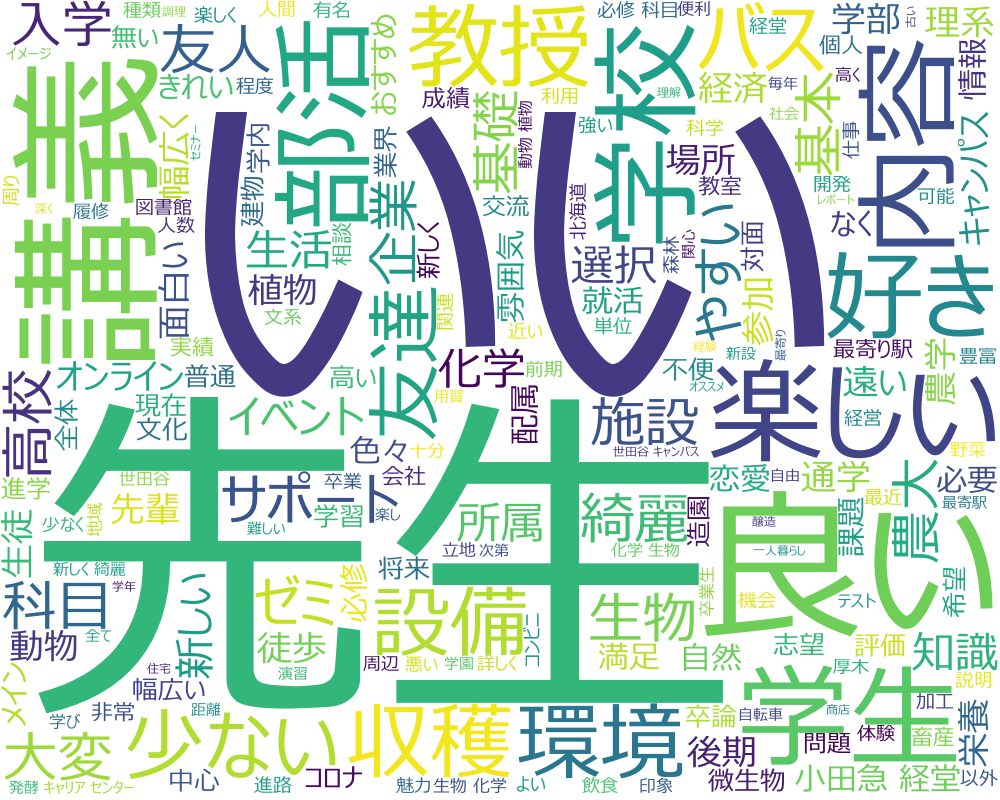 入学
種類
調理
楽しく
人間
有名
必修 科目
便利
経営
学部
古い
理系
イメージ
無い
友人
部活
おすすめ
教授
学校
バス
個人
内容
情報
きれい
程度
成績
利用
理解
経済
毎年
高く
講義
幅広く
セミナー
建物
学内
業界
基礎
動物 植物
強い
科学
社会
基本
仕事
キャンパス
周り
深く
履修
図書館
人数
いい
場所
教室
開発
レポート
可能
なく
面白い
生活
相談
企業
新しく
交流
雰囲気
北海道
選択
森林
関心
やすい
対面
好き
植物
文系
友達
関連
近い
就活
単位
参加
実績
化学
前期
経験
新設
最寄り
最寄り駅
農学
豊富
高校
オンライン
普通
高い
用賀
不便
オススメ
遠い
全体
現在
文化
イベント
配属
施設
楽しい
経営
色々
十分
会社
世田谷 キャンパス
野菜
進学
世田谷
先輩
サポート
卒業
学習
楽し
所属
綺麗
恋愛
自由
通学
農大
必要
最近
最寄駅
生徒
少なく
地域
先生
難しい
立地
次第
化学 生物
造園
醸造
一人暮らし
良い
課題
新しく 綺麗
学年
科目
新しい
ゼミ
必修
将来
設備
コンビニ
生物
卒業生
機会
テスト
希望
動物
全て
徒歩
満足
自然
志望
評価
知識
メイン
住宅
演習
周辺
悪い
学園
詳しく
厚木
説明
幅広い
学び
非常
距離
少ない
収穫
環境
卒論
自転車
商店
学生
加工
大変
後期
問題
体験
畜産
栄養
発酵
キャリア センター
中心
進路
コロナ
魅力
生物 化学
よい
飲食
印象
微生物
小田急
経堂
以外